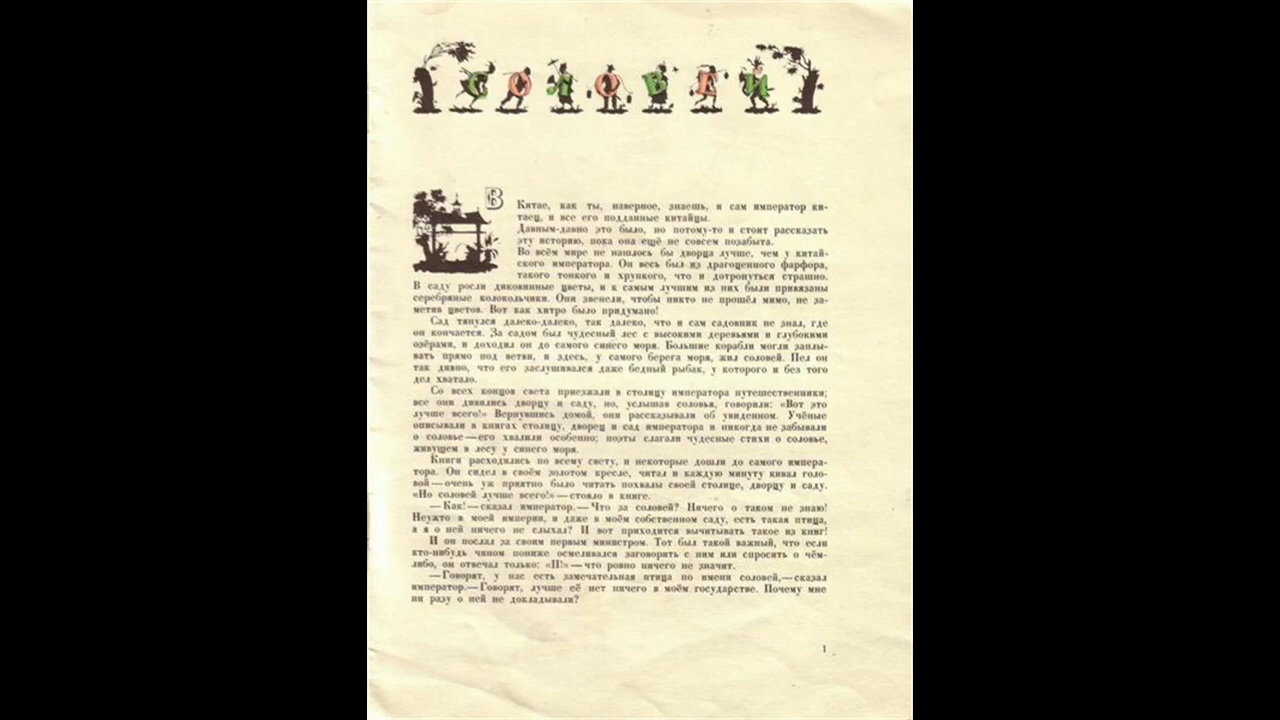 СОЛОВЕЙ
В Китае, как ты, наверное, знаешь, и сам император ки-
таец, и все его подданные китайцы.
Давным-давно это было, но потому-то и стоит рассказать
эту историю, пока она ещё не совсем позабыта.
Во всём мире не нашлось бы дворца лучше, чем у китай-
ского императора. Он весь был из драгоценного фарфора,
такого тонкого и хрупкого, что и дотронуться страшно.
В саду росли диковинные цветы, и к самым лучшим из них были привязаны
серебряные колокольчики. Они звенели, чтобы никто не прошёл мимо, не за-
метив цветов. Вот как хитро было придумано!
Сад тянулся далеко-далеко, так далеко, что и сам садовник не знал, где
он кончается. За садом был чудесный лес с высокими деревьями и глубокими
озёрами, и доходил он до самого синего моря. Большие корабли могли заплы-
вать прямо под ветви, и здесь, у самого берега моря, жил соловей. Пел он
так дивно, что его заслушивался даже бедный рыбак, у которого и без того
дел хватало.
Со всех концов света приезжали в столицу императора путешественники;
все они дивились дворцу и саду, но, услышав соловья, говорили: «Вот это
лучше всего!» Вернувшись домой, они рассказывали об увиденном. Учёные
описывали в книгах столицу, дворец и сад императора и никогда не забывали
о соловье — его хвалили особенно; поэты слагали чудесные стихи о соловье,
живущем в лесу у синего моря.
Книги расходились по всему свету, и некоторые дошли до самого импера-
тора. Он сидел в своём золотом кресле, читал и каждую минуту кивал голо-
вой — очень уж приятно было читать похвалы своей столице, дворцу и саду.
«Но соловей лучше всего!» — стояло в книге.
— Как! — сказал император. — Что за соловей? Ничего о таком не знаю!
Неужто в моей империи, и даже в моём собственном саду, есть такая птица,
а я о ней ничего не слыхал? И вот приходится вычитывать такое из книг!
И он послал за своим первым министром. Тот был такой важный, что если
кто-нибудь чином пониже осмеливался заговорить с ним или спросить о чём-
либо, он отвечал только: «П!» — что ровно ничего не значит.
— Говорят, у нас есть замечательная птица по имени соловей, — сказал
император. — Говорят, лучше её нет ничего в моём государстве. Почему мне
ни разу о ней не докладывали?
1